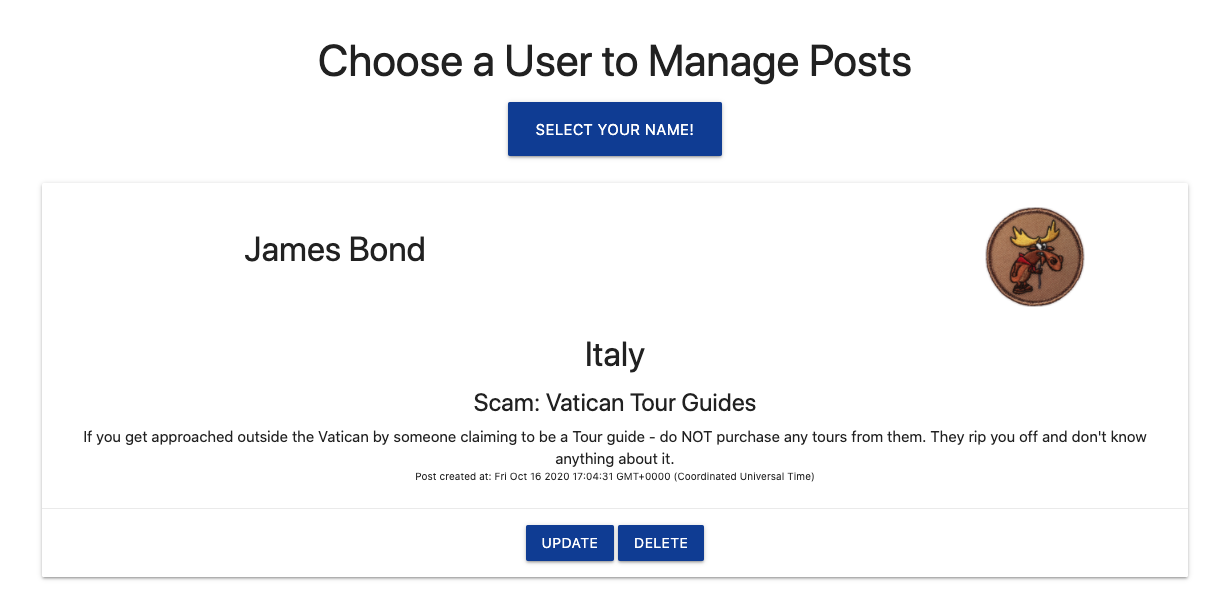 Choose a User to Manage Posts
SELECT YOUR NAME!
James Bond
Italy
Scam: Vatican Tour Guides
If you get approached outside the Vatican by someone claiming to be a Tour guide - do NOT purchase any tours from them. They rip you off and don't know
anything about it.
Post created at: Fri Oct 16 2020 17:04:31 GMT+0000 (Coordinated Universal Time)
UPDATE DELETE